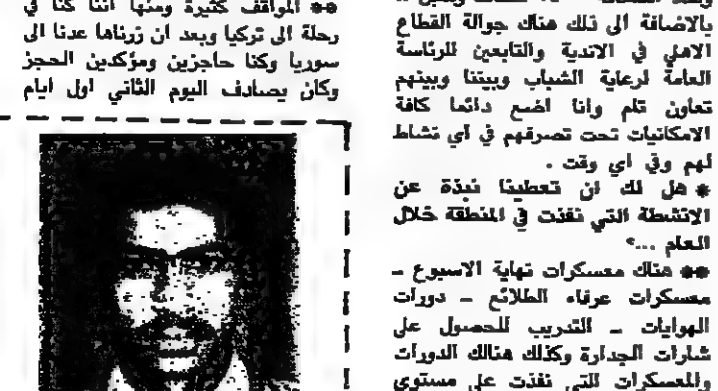 بالاضافة الى ذلك هناك جوالة القطاع
الاهلي في الاندية والتابعين للرئاسة
العامة لرعاية الشباب وبيننا وبينهم
تعاون تام وانا اضع دائما كافة
الامكانيات تحت تصرفهم في اي نشاط
لهم وفي اي وقت .
* هل لك ان تعطينا نبذة عن
الانشطة التي نفذت في المنطقة خلال
العام ...*
** هناك معسكرات نهاية الاسبوع –
معسكرات عرفاء الطلائع – دورات
الهوايات – التدريب للحصول على
شارات الجدارة وكذلك هنالك الدورات
والمعسكرات التي نفذت على مستوى
** المواقف كثيرة ومنها اننا كنا في
رحلة الى تركيا وبعد ان زرناها عدنا الى
سوريا وكنا حاجزين ومؤكدين الحجز
وكان يصادف اليوم الثاني اول ايام